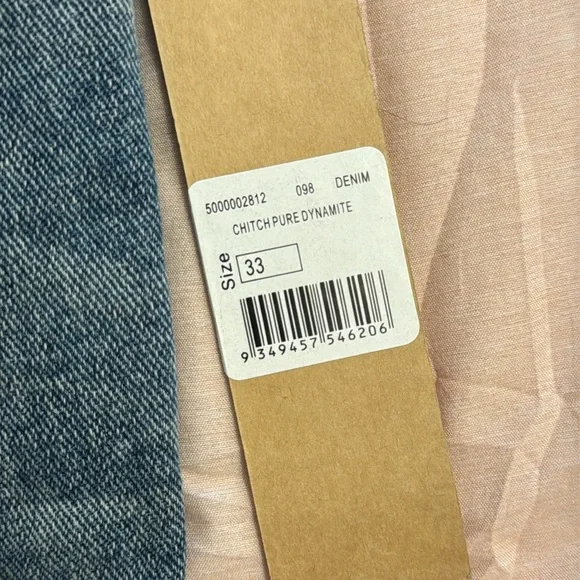 5000002812 098 DENIM
CHITCH PURE DYNAMITE
Size 33
9 349457 546206